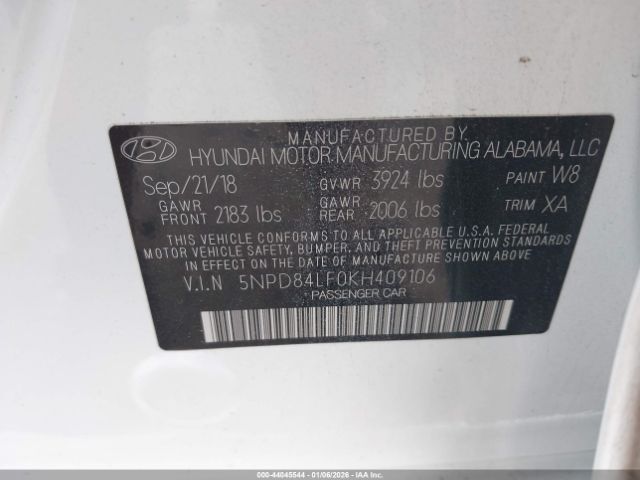 MANUFACTURED BY
HYUNDAI MOTOR MANUFACTURING ALABAMA, LLC
Sep/21/18 GVWR 3924 lbs PAINT W8
GAWR FRONT 2183 lbs GAWR REAR 2006 lbs TRIM XA
THIS VEHICLE CONFORMS TO ALL APPLICABLE U.S.A. FEDERAL
MOTOR VEHICLE SAFETY, BUMPER, AND THEFT PREVENTION STANDARDS
IN EFFECT ON THE DATE OF MANUFACTURE SHOWN ABOVE.
V.I.N 5NPD84LF0KH409106
PASSENGER CAR
000-44045544 | 01/06/2026 | IAAI.COM